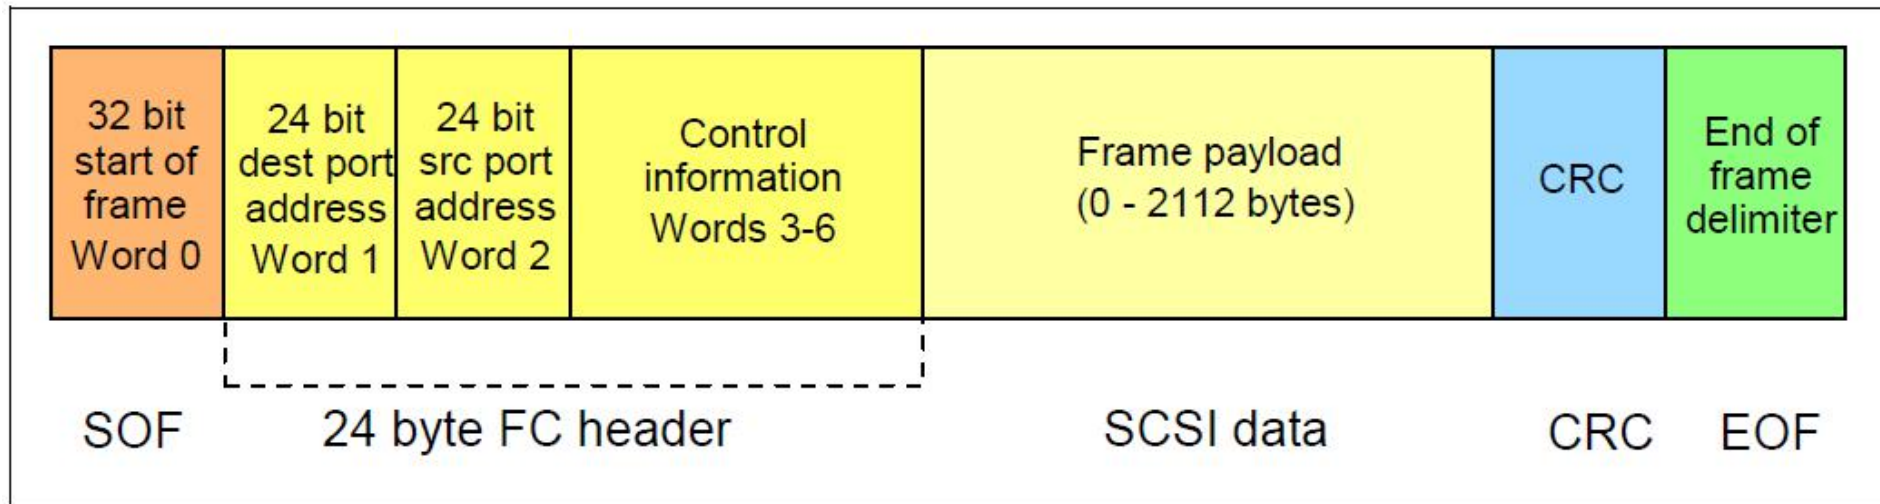 32 bit
start of
frame
Word 0
24 bit
dest port
address
Word 1
24 bit
src port
address
Word 2
Control
information
Words 3-6
Frame payload
(0 - 2112 bytes)
CRC
End of
frame
delimiter
SOF
24 byte FC header
SCSI data
CRC
EOF